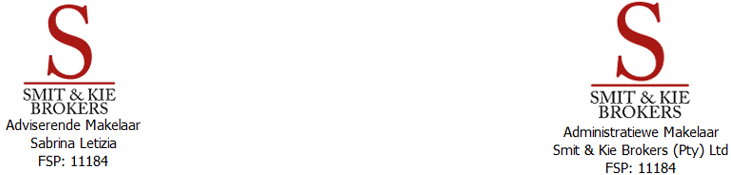 S
SMIT & KIE
BROKERS
Adviserende Makelaar
Sabrina Letizia
FSP: 11184
S
SMIT & KIE
BROKERS
Administratiewe Makelaar
Smit & Kie Brokers (Pty) Ltd
FSP: 11184